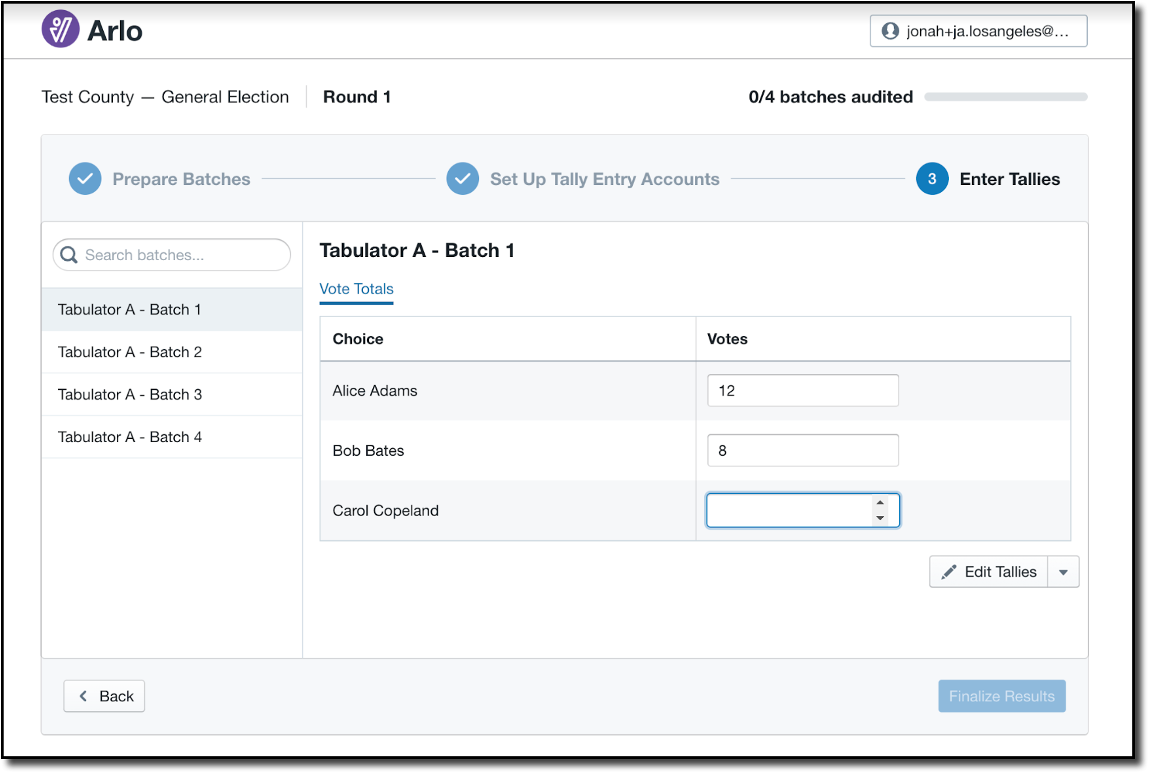 Arlo
jonah+ja.losangeles@...
Test County — General Election
Round 1
0/4 batches audited
Prepare Batches
Set Up Tally Entry Accounts
3 Enter Tallies
Search batches...
Tabulator A - Batch 1
Tabulator A - Batch 2
Tabulator A - Batch 3
Tabulator A - Batch 4
Tabulator A - Batch 1
Vote Totals
Choice Votes
Alice Adams 12
Bob Bates 8
Carol Copeland
Edit Tallies
Back
Finalize Results